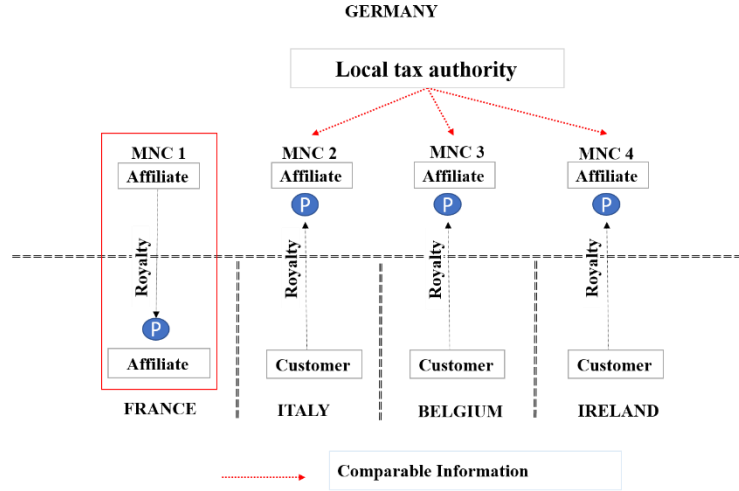 GERMANY
Local tax authority
MNC 1
MNC 2
MNC 3
MNC 4
Affiliate
Affiliate
Affiliate
Affiliate
P
P
P
Royalty
Royalty
Royalty
Royalty
P
Affiliate
Customer
Customer
Customer
FRANCE
ITALY
BELGIUM
IRELAND
Comparable Information